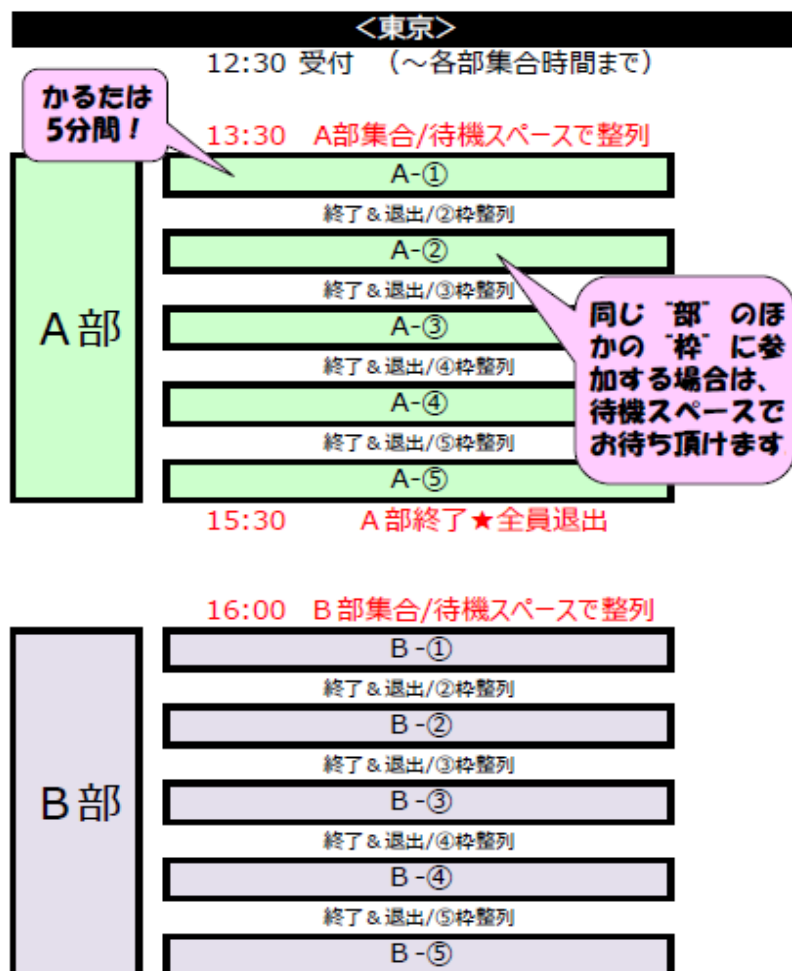 ＜東京＞
12:30 受付　（～各部集合時間まで）
かるたは
5分間！
13:30　A部集合/待機スペースで整列
A部
A-①
終了＆退出/②枠整列
A-②
終了＆退出/③枠整列
A-③
終了＆退出/④枠整列
A-④
終了＆退出/⑤枠整列
A-⑤
同じ “部” のほ
かの “枠” に参
加する場合は、
待機スペースで
お待ち頂けます
15:30　A部終了★全員退出
16:00　B部集合/待機スペースで整列
B部
B-①
終了＆退出/②枠整列
B-②
終了＆退出/③枠整列
B-③
終了＆退出/④枠整列
B-④
終了＆退出/⑤枠整列
B-⑤